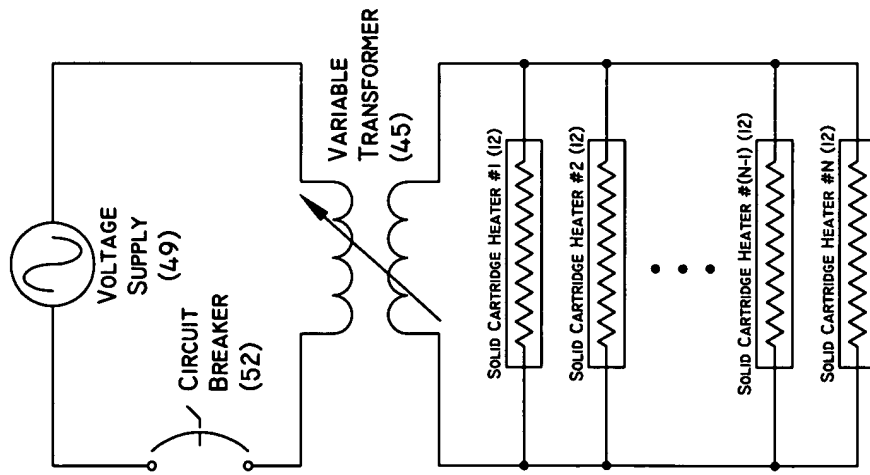 VOLTAGE
SUPPLY
(49)
CIRCUIT
BREAKER
(52)
VARIABLE
TRANSFORMER
(45)
SOLID CARTRIDGE HEATER #1 (12)
SOLID CARTRIDGE HEATER #2 (12)
SOLID CARTRIDGE HEATER #(N-1) (12)
SOLID CARTRIDGE HEATER #N (12)